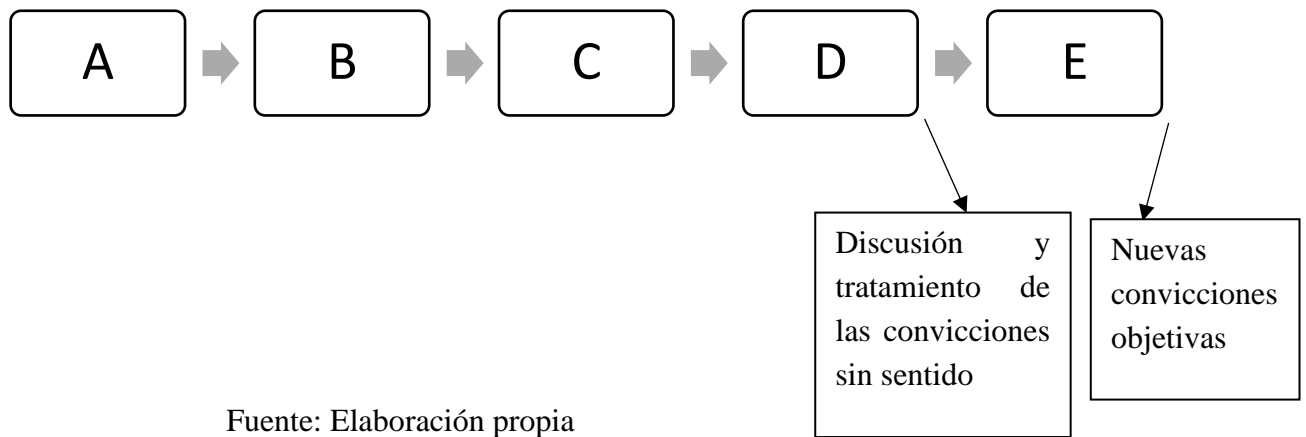 A
B
C
D
E
Discusión y
tratamiento de
las convicciones
sin sentido
Nuevas
convicciones
objetivas
Fuente: Elaboración propia